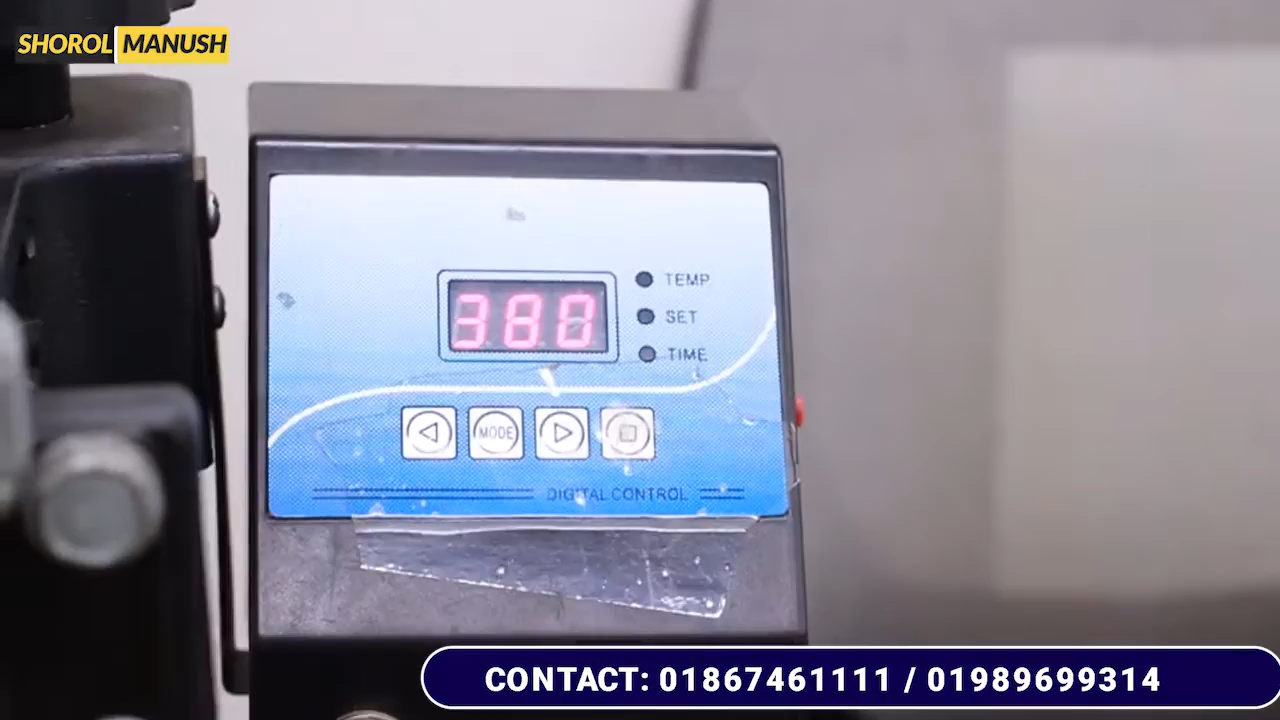 SHOROL MANUSH
380
TEMP
SET
TIME
MODE
DIGITAL CONTROL
CONTACT: 01867461111 / 01989699314